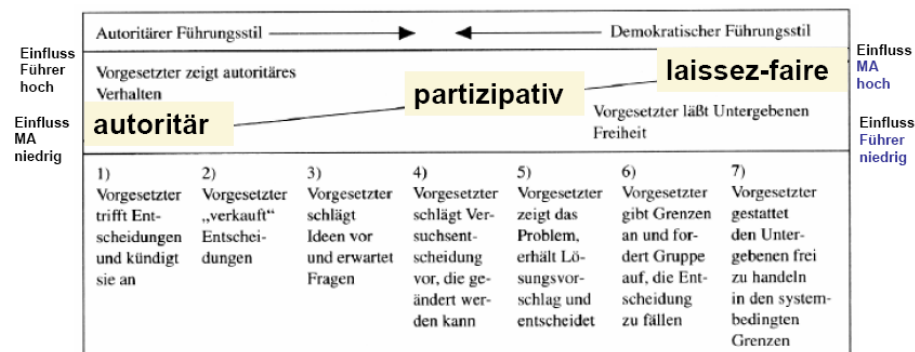 Autoritärer Führungsstil
Demokratischer Führungsstil
Einfluss
Führer
hoch
Vorgesetzter zeigt autoritäres
Verhalten
autoritär
partizipativ
laissez-faire
Einfluss
MA
hoch
Einfluss
MA
niedrig
Vorgesetzter läßt Untergebenen
Freiheit
Einfluss
Führer
niedrig
1)
Vorgesetzter
trifft Ent-
scheidungen
und kündigt
sie an
2)
Vorgesetzter
„verkauft“
Entschei-
dungen
3)
Vorgesetzter
schlägt
Ideen vor
und erwartet
Fragen
4)
Vorgesetzter
schlägt Ver-
suchsent-
scheidung
vor, die ge-
ändert wer-
den kann
5)
Vorgesetzter
zeigt das
Problem,
erhält Lö-
sungsvor-
schlag und
entscheidet
6)
Vorgesetzter
gibt Grenzen
an und for-
dert Gruppe
auf, die Ent-
scheidung
zu fällen
7)
Vorgesetzter
gestattet
den Unter-
gebenen frei
zu handeln
in den system-
bedingten
Grenzen